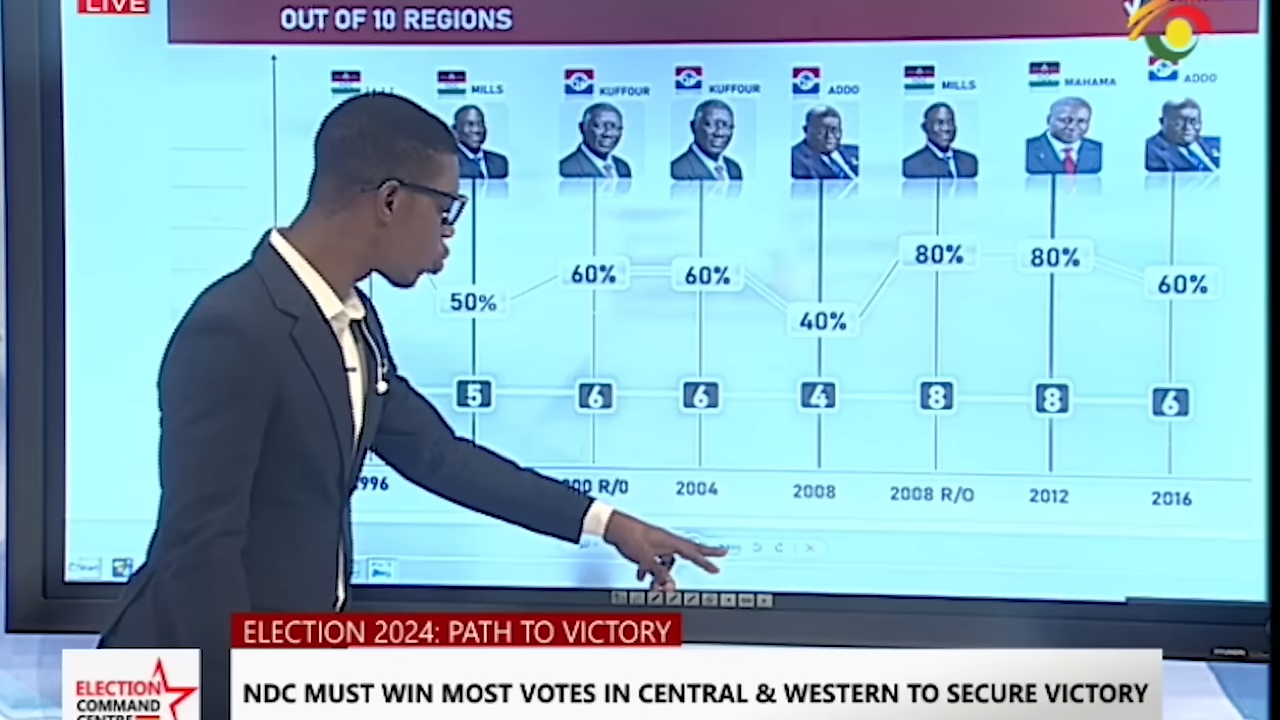 LIVE
OUT OF 10 REGIONS
MILLS
KUFFOUR
KUFFOUR
ADDO
MILLS
MAHAMA
ADDO
50%
60%
60%
40%
80%
80%
60%
5
6
6
4
8
8
6
1996
2000 R/O
2004
2008
2008 R/O
2012
2016
ELECTION 2024: PATH TO VICTORY
NDC MUST WIN MOST VOTES IN CENTRAL & WESTERN TO SECURE VICTORY
ELECTION
COMMAND
CENTRE